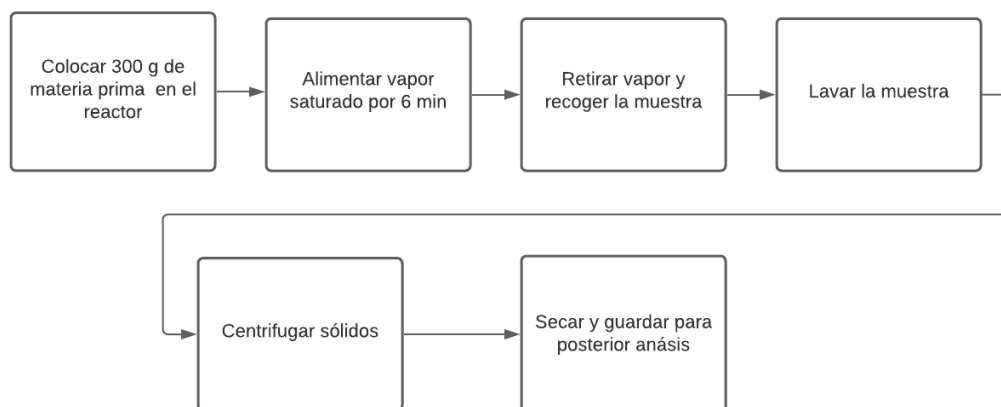 Colocar 300 g de
materia prima en el
reactor
Alimentar vapor
saturado por 6 min
Retirar vapor y
recoger la muestra
Lavar la muestra
Centrifugar sólidos
Secar y guardar para
posterior anásis